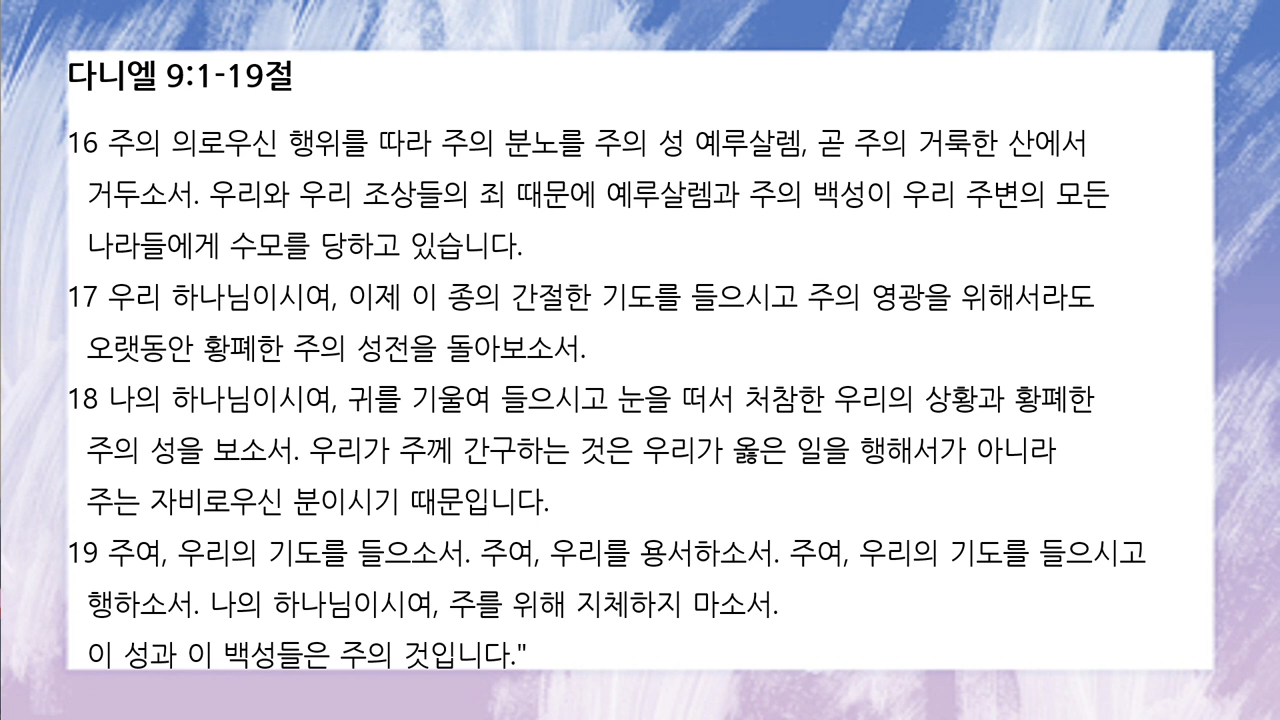 다니엘 9:1-19절
16 주의 의로우신 행위를 따라 주의 분노를 주의 성 예루살렘, 곧 주의 거룩한 산에서
거두소서. 우리와 우리 조상들의 죄 때문에 예루살렘과 주의 백성이 우리 주변의 모든
나라들에게 수모를 당하고 있습니다.
17 우리 하나님이시여, 이제 이 종의 간절한 기도를 들으시고 주의 영광을 위해서라도
오랫동안 황폐한 주의 성전을 돌아보소서.
18 나의 하나님이시여, 귀를 기울여 들으시고 눈을 떠서 처참한 우리의 상황과 황폐한
주의 성을 보소서. 우리가 주께 간구하는 것은 우리가 옳은 일을 행해서가 아니라
주는 자비로우신 분이시기 때문입니다.
19 주여, 우리의 기도를 들으소서. 주여, 우리를 용서하소서. 주여, 우리의 기도를 들으시고
행하소서. 나의 하나님이시여, 주를 위해 지체하지 마소서.
이 성과 이 백성들은 주의 것입니다."